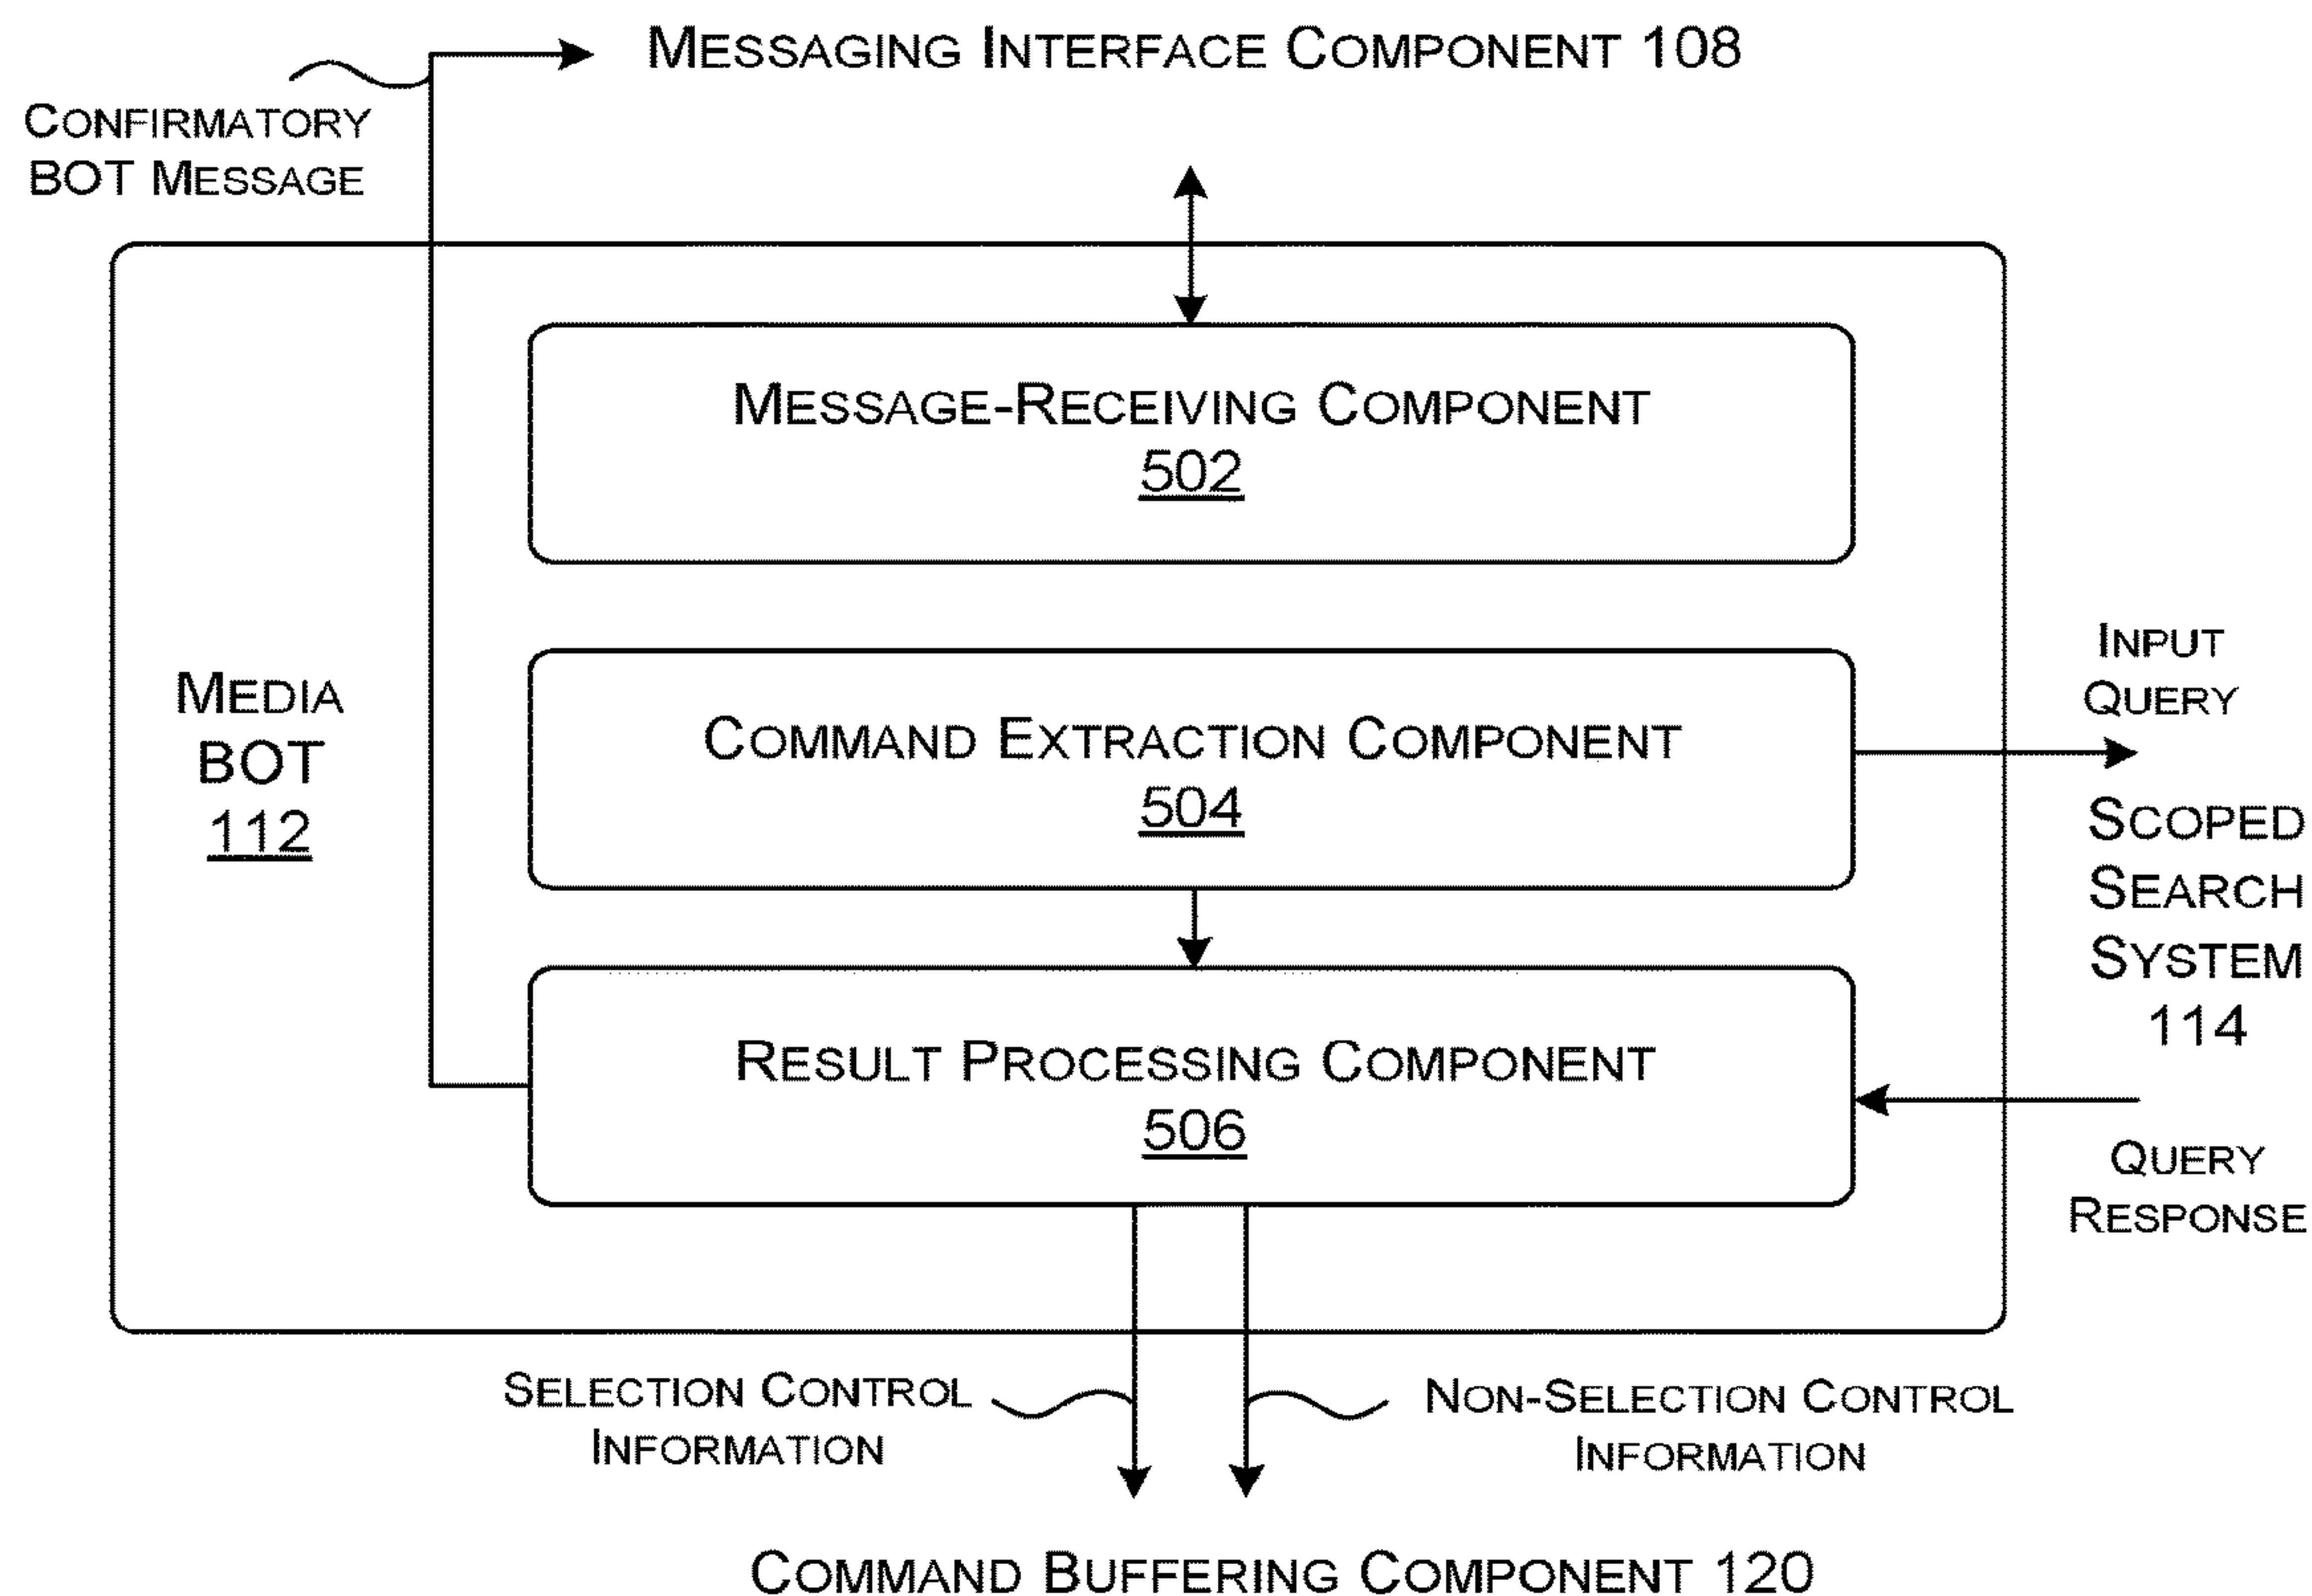 MESSAGING INTERFACE COMPONENT 108
CONFIRMATORY
BOT MESSAGE
MESSAGE-RECEIVING COMPONENT
502
MEDIA
BOT
112
COMMAND EXTRACTION COMPONENT
504
INPUT
QUERY
SCOPED
SEARCH
SYSTEM
114
RESULT PROCESSING COMPONENT
506
QUERY
RESPONSE
SELECTION CONTROL
INFORMATION
NON-SELECTION CONTROL
INFORMATION
COMMAND BUFFERING COMPONENT 120